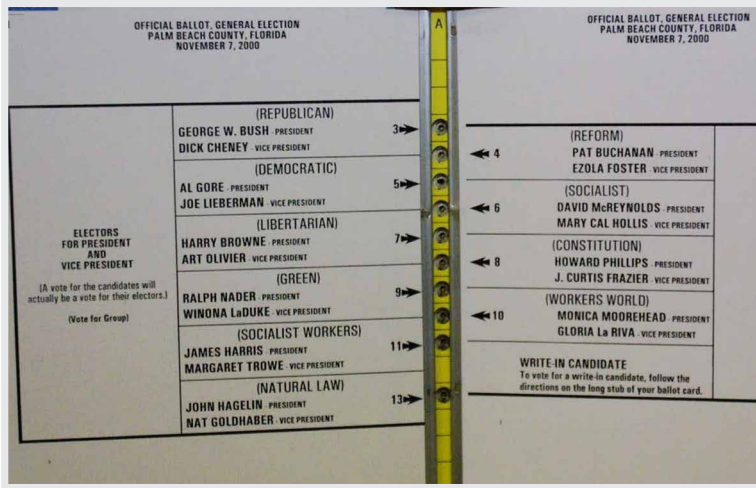 OFFICIAL BALLOT, GENERAL ELECTION
PALM BEACH COUNTY, FLORIDA
NOVEMBER 7, 2000
ELECTORS
FOR PRESIDENT
AND
VICE PRESIDENT
(A vote for the candidates will
actually be a vote for their electors.)
(Vote for Group)
(REPUBLICAN)
GEORGE W. BUSH - PRESIDENT
3
DICK CHENEY - VICE PRESIDENT
(DEMOCRATIC)
AL GORE - PRESIDENT
5
JOE LIEBERMAN - VICE PRESIDENT
(LIBERTARIAN)
HARRY BROWNE - PRESIDENT
7
ART OLIVIER - VICE PRESIDENT
(GREEN)
RALPH NADER - PRESIDENT
9
WINONA LaDUKE - VICE PRESIDENT
(SOCIALIST WORKERS)
JAMES HARRIS - PRESIDENT
11
MARGARET TROWE - VICE PRESIDENT
(NATURAL LAW)
JOHN HAGELIN - PRESIDENT
13
NAT GOLDHABER - VICE PRESIDENT
A
OFFICIAL BALLOT, GENERAL ELECTION
PALM BEACH COUNTY, FLORIDA
NOVEMBER 7, 2000
(REFORM)
4
PAT BUCHANAN - PRESIDENT
EZOLA FOSTER - VICE PRESIDENT
(SOCIALIST)
6
DAVID McREYNOLDS - PRESIDENT
MARY CAL HOLLIS - VICE PRESIDENT
(CONSTITUTION)
8
HOWARD PHILLIPS - PRESIDENT
J. CURTIS FRAZIER - VICE PRESIDENT
(WORKERS WORLD)
10
MONICA MOOREHEAD - PRESIDENT
GLORIA La RIVA - VICE PRESIDENT
WRITE-IN CANDIDATE
To vote for a write-in candidate, follow the
directions on the long stub of your ballot card.